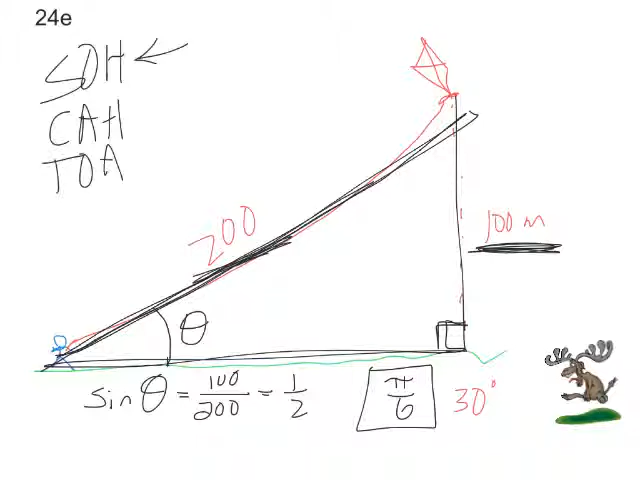 24e
SOH
CAH
TOA
200
100 m
θ
sin θ = 100/200 = 1/2
π/6
30°